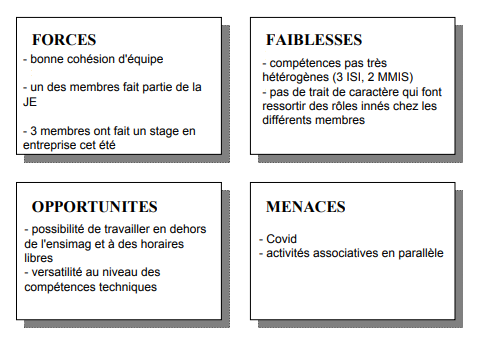 FORCES
- bonne cohésion d'équipe
- un des membres fait partie de la
JE
- 3 membres ont fait un stage en
entreprise cet été
FAIBLESSES
- compétences pas très
hétérogènes (3 ISI, 2 MMIS)
- pas de trait de caractère qui font
ressortir des rôles innés chez les
différents membres
OPPORTUNITES
- possibilité de travailler en dehors
de l'ensimag et à des horaires
libres
- versatilité au niveau des
compétences techniques
MENACES
- Covid
- activités associatives en parallèle